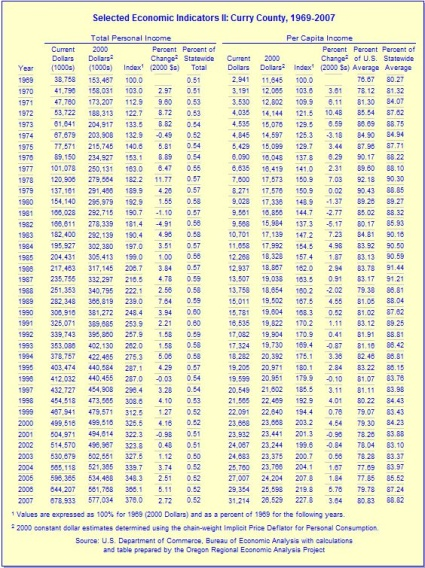 Selected Economic Indicators II: Curry County, 1969-2007
Total Personal Income Per Capita Income
Current 2000 Percent Percent of Percent Percent Percent of
Dollars Dollars² Change² Statewide Current 2000 Change² of U.S. Statewide
Year (1000s) (1000s) Index¹ (2000 $s) Total Dollars Dollars² Index¹ (2000 $s) Average Average
1969 38,758 153,467 100.0 0.51 2,941 11,645 100.0 76.67 80.27
1970 41,796 158,031 103.0 2.97 0.51 3,191 12,065 103.6 3.61 78.12 81.32
1971 47,760 173,207 112.9 9.60 0.53 3,530 12,802 109.9 6.11 81.30 84.07
1972 53,722 188,313 122.7 8.72 0.53 4,035 14,144 121.5 10.48 85.54 87.62
1973 61,641 204,917 133.5 8.82 0.54 4,535 15,076 129.5 6.59 86.69 88.75
1974 67,679 203,908 132.9 -0.49 0.52 4,845 14,597 125.3 -3.18 84.90 84.94
1975 77,571 215,745 140.6 5.81 0.54 5,429 15,099 129.7 3.44 87.96 87.71
1976 89,150 234,927 153.1 8.89 0.54 6,090 16,048 137.8 6.29 90.17 88.22
1977 101,078 250,131 163.0 6.47 0.55 6,635 16,419 141.0 2.31 89.60 88.10
1978 120,906 279,564 182.2 11.77 0.57 7,600 17,573 150.9 7.03 92.18 90.30
1979 137,161 291,466 189.9 4.26 0.57 8,271 17,576 150.9 0.02 90.43 88.85
1980 154,140 295,979 192.9 1.55 0.58 9,028 17,336 148.9 -1.37 89.26 89.27
1981 166,028 292,715 190.7 -1.10 0.57 9,561 16,856 144.7 -2.77 85.02 88.32
1982 166,611 278,339 181.4 -4.91 0.56 9,568 15,984 137.3 -5.17 80.17 85.93
1983 182,400 292,139 190.4 4.96 0.58 10,701 17,139 147.2 7.23 84.81 90.16
1984 195,927 302,380 197.0 3.51 0.57 11,658 17,992 154.5 4.98 83.92 90.50
1985 204,431 305,413 199.0 1.00 0.56 12,268 18,328 157.4 1.87 83.13 90.59
1986 217,463 317,145 206.7 3.84 0.57 12,937 18,867 162.0 2.94 83.78 91.44
1987 235,755 332,297 216.5 4.78 0.59 13,507 19,038 163.5 0.91 83.17 91.21
1988 251,353 340,795 222.1 2.56 0.58 13,758 18,654 160.2 -2.02 79.38 86.81
1989 282,348 366,819 239.0 7.64 0.59 15,011 19,502 167.5 4.55 81.05 88.04
1990 306,916 381,272 248.4 3.94 0.60 15,781 19,604 168.3 0.52 81.02 87.62
1991 325,071 389,685 253.9 2.21 0.60 16,535 19,822 170.2 1.11 83.12 89.26
1992 339,743 395,860 257.9 1.58 0.59 17,082 19,904 170.9 0.41 81.91 88.81
1993 353,086 402,130 262.0 1.58 0.58 17,324 19,730 169.4 -0.87 81.16 86.42
1994 378,757 422,465 275.3 5.06 0.58 18,282 20,392 175.1 3.36 82.46 86.81
1995 403,474 440,584 287.1 4.29 0.57 19,205 20,971 180.1 2.84 83.22 86.15
1996 412,032 440,455 287.0 -0.03 0.54 19,599 20,951 179.9 -0.10 81.07 83.76
1997 432,727 454,908 296.4 3.28 0.54 20,549 21,602 185.5 3.11 81.11 83.98
1998 454,518 473,565 308.6 4.10 0.53 21,565 22,469 192.9 4.01 80.22 84.43
1999 467,941 479,571 312.5 1.27 0.52 22,091 22,640 194.4 0.76 79.07 83.43
2000 499,516 499,516 325.5 4.16 0.52 23,668 23,668 203.2 4.54 79.30 84.23
2001 504,971 494,614 322.3 -0.98 0.51 23,932 23,441 201.3 -0.96 78.26 83.88
2002 514,570 496,967 323.8 0.48 0.51 24,067 23,244 199.6 -0.84 78.04 83.10
2003 530,679 502,551 327.5 1.12 0.50 24,683 23,375 200.7 0.56 78.28 83.37
2004 565,118 521,365 339.7 3.74 0.52 25,760 23,766 204.1 1.67 77.69 83.97
2005 596,365 534,468 348.3 2.51 0.52 27,007 24,204 207.8 1.84 77.85 85.52
2006 644,207 561,768 366.1 5.11 0.52 29,354 25,598 219.8 5.76 79.78 87.24
2007 678,933 577,034 376.0 2.72 0.52 31,214 26,529 227.8 3.64 80.83 88.82
¹ Values are expressed as 100% for 1969 (2000 Dollars) and as a percent of 1969 for the following years.
² 2000 constant dollar estimates determined using the chain-weight Implicit Price Deflator for Personal Consumption.
Source: U.S. Department of Commerce, Bureau of Economic Analysis with calculations
and table prepared by the Oregon Regional Economic Analysis Project